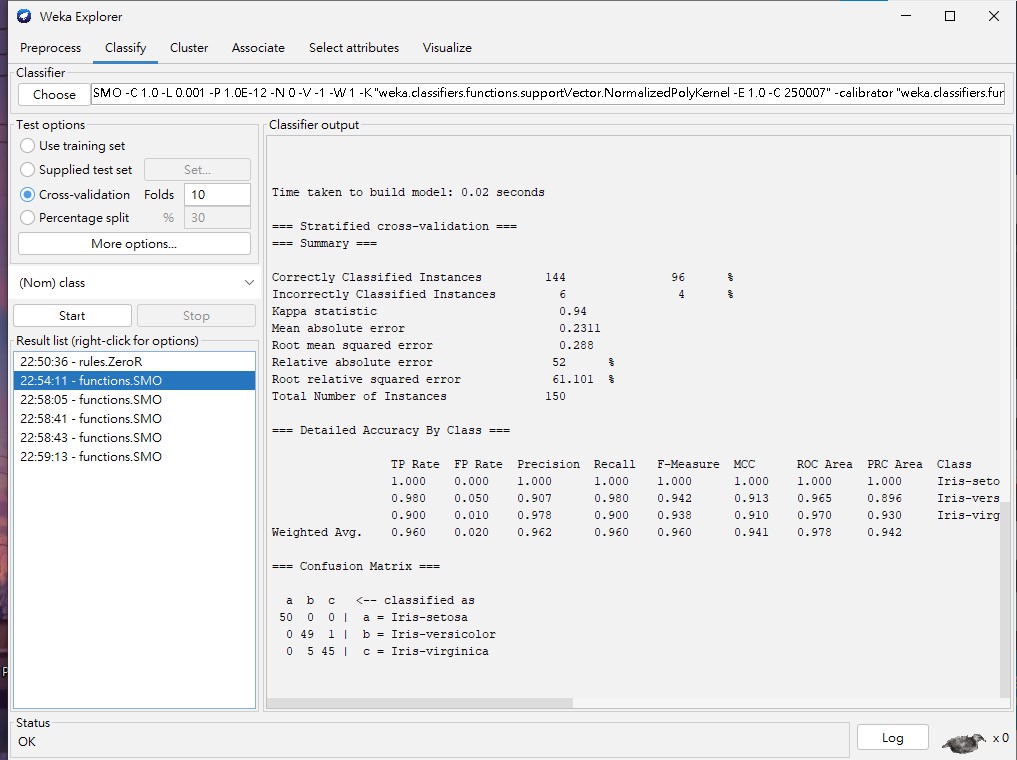 Weka Explorer
Preprocess Classify Cluster Associate Select attributes Visualize
Classifier
Choose SMO -C 1.0 -L 0.001 -P 1.0E-12 -N 0 -V -1 -W 1 -K "weka.classifiers.functions.supportVector.NormalizedPolyKernel -E 1.0 -C 250007" -calibrator "weka.classifiers.fur
Test options
Use training set
Supplied test set Set...
Cross-validation Folds 10
Percentage split % 30
More options...
(Nom) class
Start Stop
Result list (right-click for options)
22:50:36 - rules.ZeroR
22:54:11 - functions.SMO
22:58:05 - functions.SMO
22:58:41 - functions.SMO
22:58:43 - functions.SMO
22:59:13 - functions.SMO
Classifier output
Time taken to build model: 0.02 seconds
=== Stratified cross-validation ===
=== Summary ===
Correctly Classified Instances 144 96 %
Incorrectly Classified Instances 6 4 %
Kappa statistic 0.94
Mean absolute error 0.2311
Root mean squared error 0.288
Relative absolute error 52 %
Root relative squared error 61.101 %
Total Number of Instances 150
=== Detailed Accuracy By Class ===
TP Rate FP Rate Precision Recall F-Measure MCC ROC Area PRC Area Class
1.000 0.000 1.000 1.000 1.000 1.000 1.000 1.000 Iris-seto
0.980 0.050 0.907 0.980 0.942 0.913 0.965 0.896 Iris-vers
0.900 0.010 0.978 0.900 0.938 0.910 0.970 0.930 Iris-virg
Weighted Avg. 0.960 0.020 0.962 0.960 0.960 0.941 0.978 0.942
=== Confusion Matrix ===
a b c <-- classified as
50 0 0 | a = Iris-setosa
0 49 1 | b = Iris-versicolor
0 5 45 | c = Iris-virginica
Status
OK
Log x 0